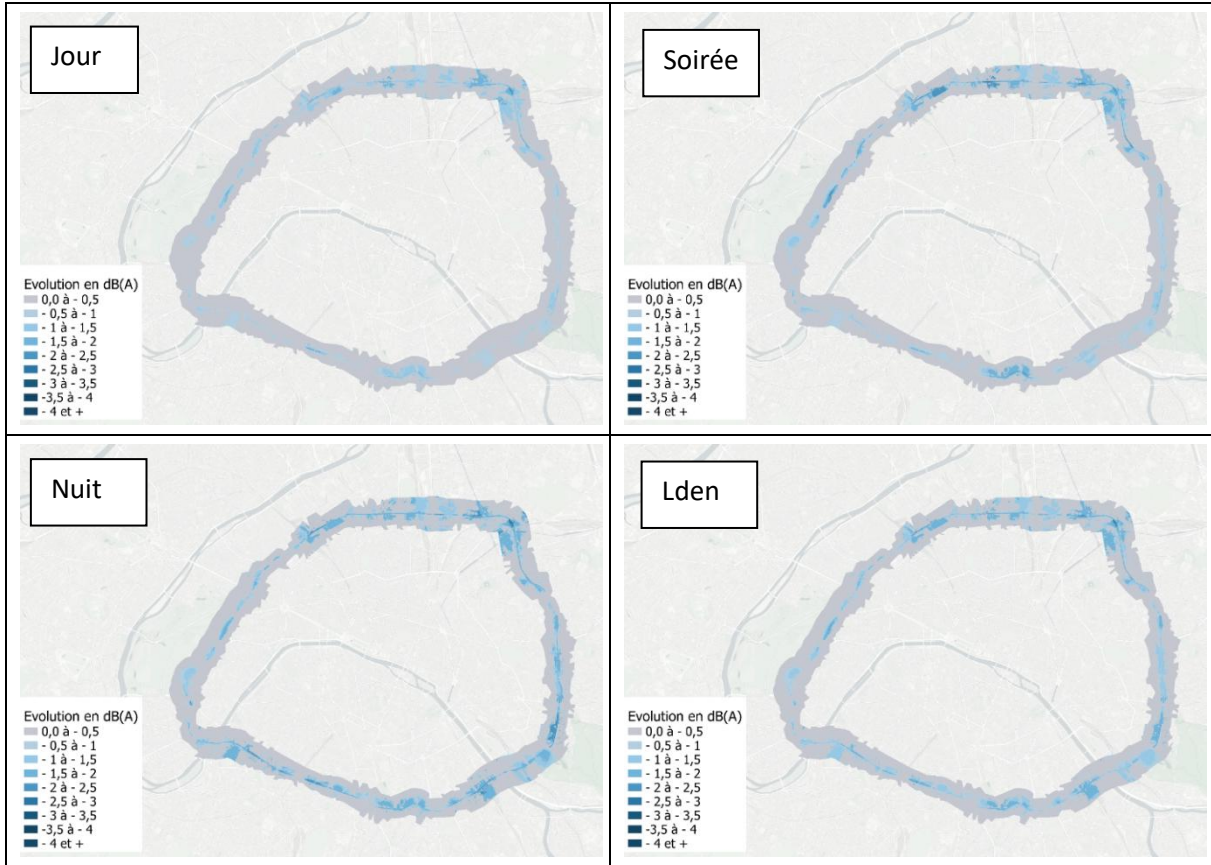 Jour
Evolution en dB(A)
0,0 à - 0,5
- 0,5 à - 1
- 1 à - 1,5
- 1,5 à - 2
- 2 à - 2,5
- 2,5 à - 3
- 3 à - 3,5
-3,5 à - 4
- 4 et +
Soirée
Evolution en dB(A)
0,0 à - 0,5
- 0,5 à - 1
- 1 à - 1,5
- 1,5 à - 2
- 2 à - 2,5
- 2,5 à - 3
- 3 à - 3,5
-3,5 à - 4
- 4 et +
Nuit
Evolution en dB(A)
0,0 à - 0,5
- 0,5 à - 1
- 1 à - 1,5
- 1,5 à - 2
- 2 à - 2,5
- 2,5 à - 3
- 3 à - 3,5
-3,5 à - 4
- 4 et +
Lden
Evolution en dB(A)
0,0 à - 0,5
- 0,5 à - 1
- 1 à - 1,5
- 1,5 à - 2
- 2 à - 2,5
- 2,5 à - 3
- 3 à - 3,5
-3,5 à - 4
- 4 et +